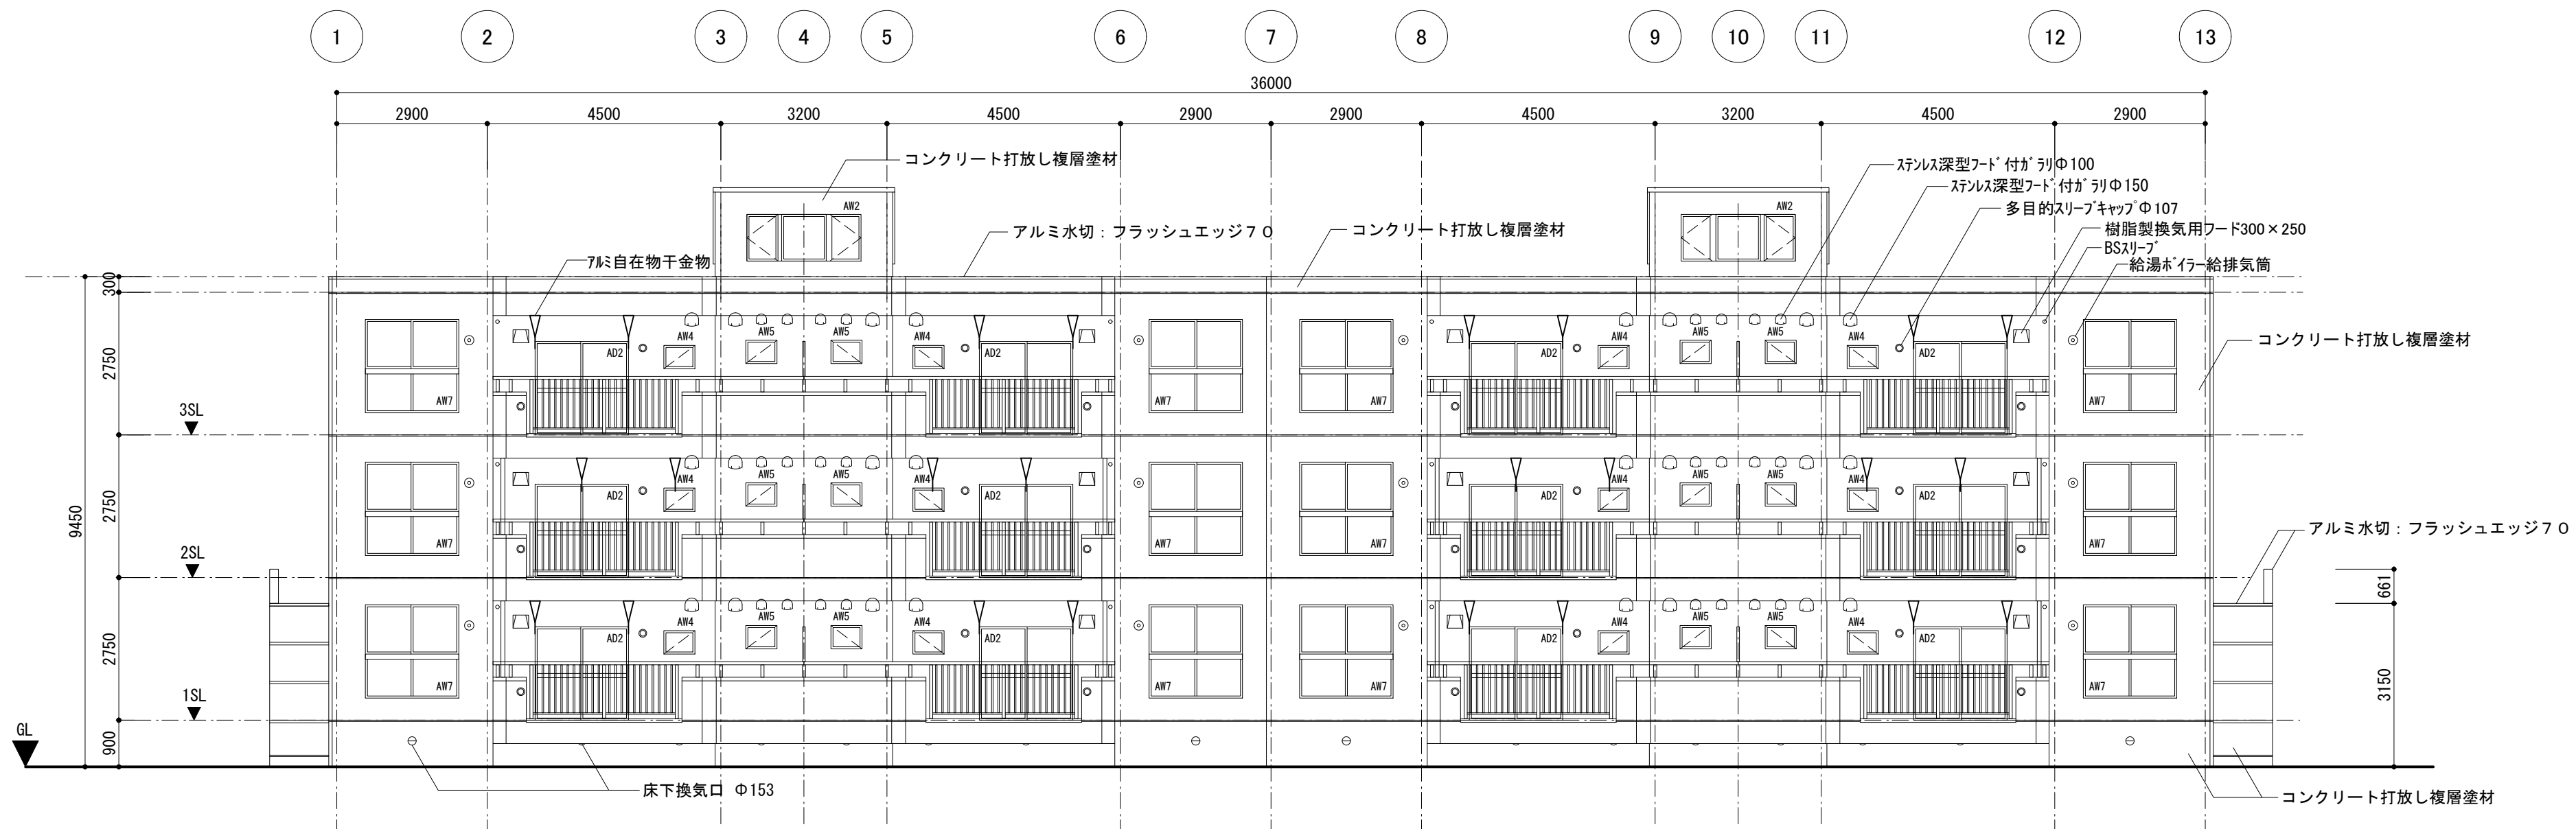 1 2 3 4 5 6 7 8 9 10 11 12 13
36000
2900 4500 3200 4500 2900 2900 4500 3200 4500 2900
コンクリート打放し複層塗材
ステンレス深型フード付ガラリΦ100
ステンレス深型フード付ガラリΦ150
AW2
AW2
多目的スリーブキャップΦ107
アルミ水切：フラッシュエッジ７０
コンクリート打放し複層塗材
樹脂製換気用フード300×250
BSスリーブ
アルミ自在物干金物
給湯ボイラー給排気筒
300
AW4 AW5 AW5 AW4 AW4 AW5 AW5 AW4
コンクリート打放し複層塗材
AD2 AD2 AD2 AD2
2750
AW7 AW7 AW7 AW7
3SL
AW4 AW5 AW5 AW4 AW4 AW5 AW5 AW4
AD2 AD2 AD2 AD2
2750
9450
アルミ水切：フラッシュエッジ７０
AW7 AW7 AW7 AW7
2SL
661
AW4 AW5 AW5 AW4 AW4 AW5 AW5 AW4
AD2 AD2 AD2 AD2
2750
AW7 AW7 AW7 AW7
3150
1SL
GL
900
床下換気口 Φ153
コンクリート打放し複層塗材